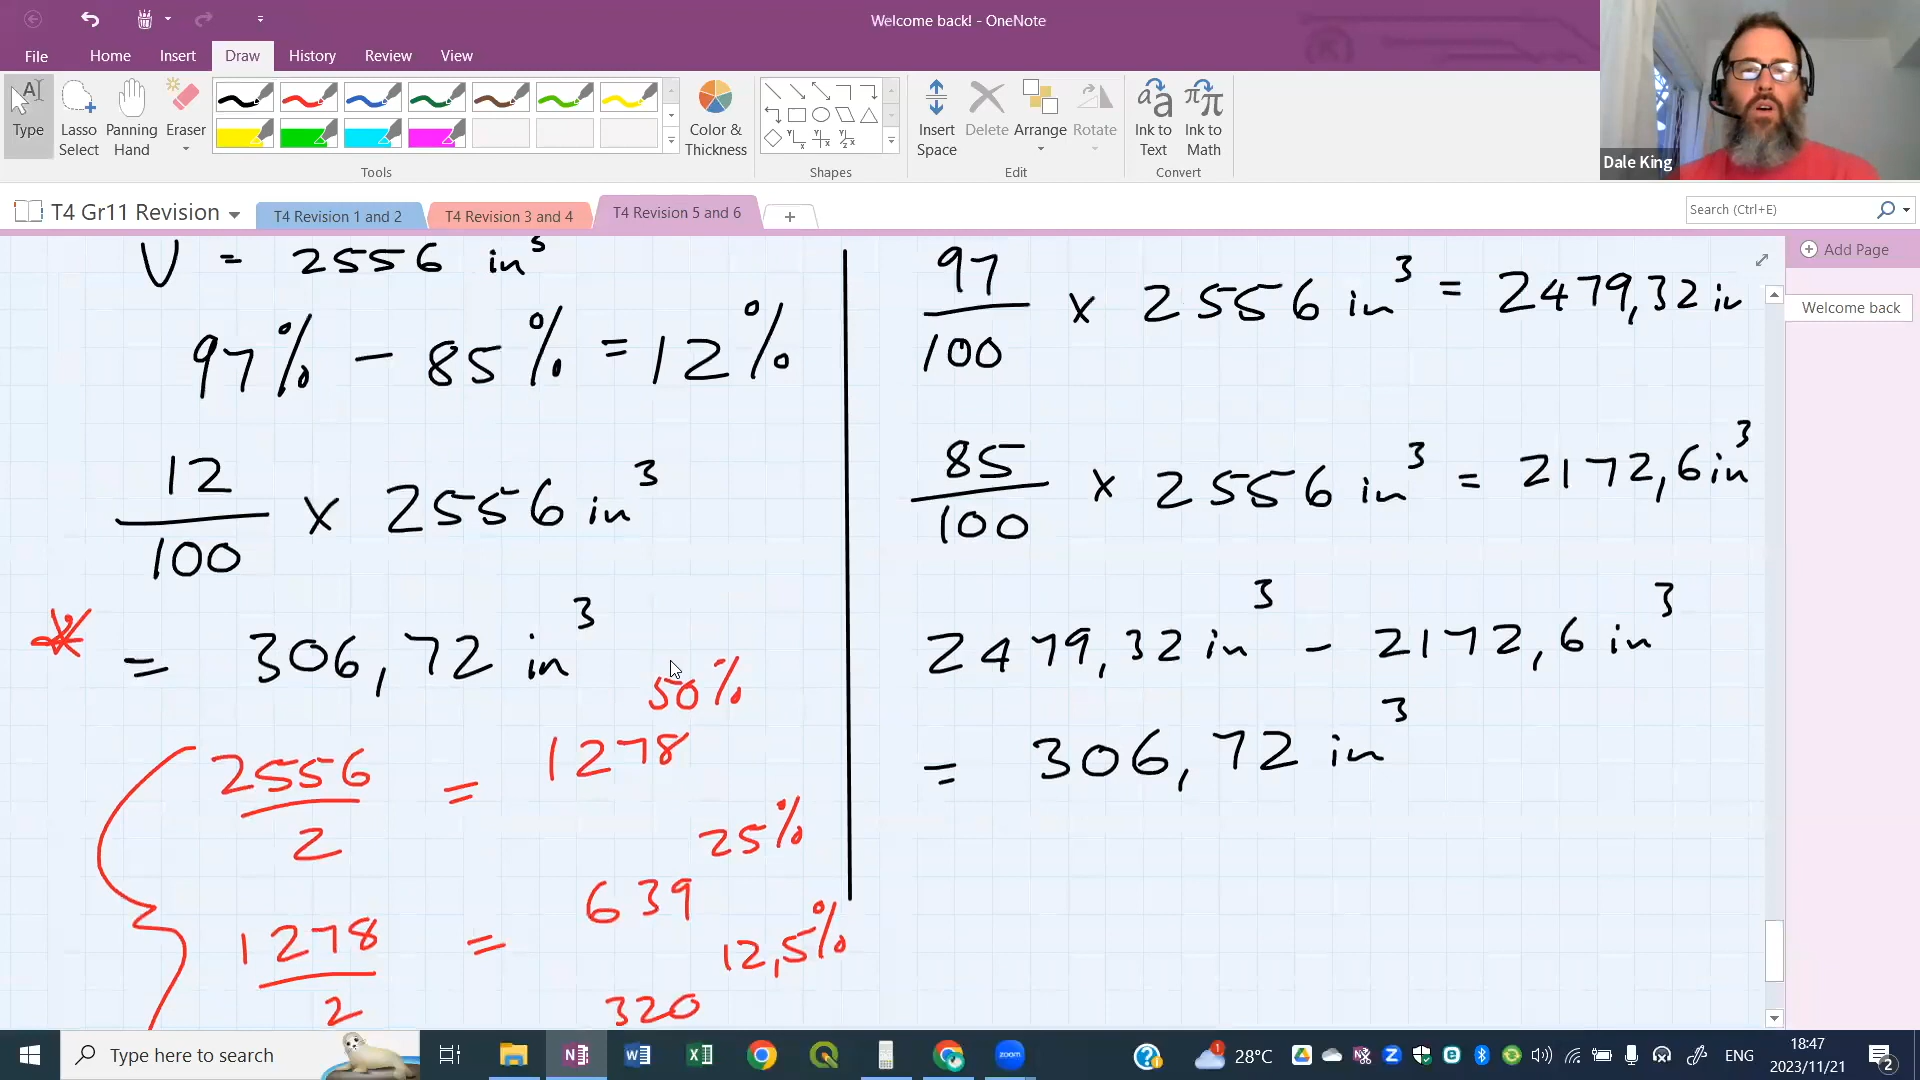 Welcome back! - OneNote
File Home Insert Draw History Review View
Type
Lasso Select
Panning Hand
Eraser
Color & Thickness
Insert Space
Delete
Arrange
Rotate
Ink to Text
Ink to Math
Tools
Shapes
Edit
Convert
Dale King
T4 Gr11 Revision
T4 Revision 1 and 2
T4 Revision 3 and 4
T4 Revision 5 and 6
Search (Ctrl+E)
Add Page
Welcome back
V = 2556 in³
97% - 85% = 12%
12/100 x 2556 in³
= 306,72 in³
50%
2556/2 = 1278
25%
1278/2 = 639
12,5%
320
97/100 x 2556 in³ = 2479,32 in
85/100 x 2556 in³ = 2172,6 in³
2479,32 in³ - 2172,6 in³
= 306,72 in³
Type here to search
zoom
28°C
ENG
18:47
2023/11/21
2